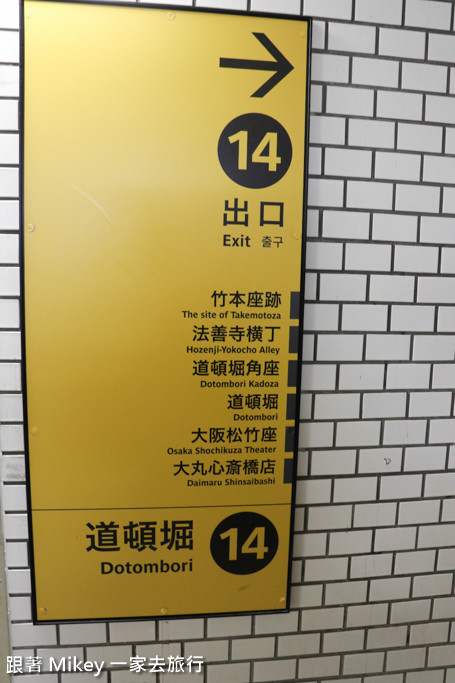 14
出口
Exit 출구
竹本座跡
The site of Takemotoza
法善寺横丁
Hozenji-Yokocho Alley
道頓堀角座
Dotombori Kadoza
道頓堀
Dotombori
大阪松竹座
Osaka Shochikuza Theater
大丸心斎橋店
Daimaru Shinsaibashi
道頓堀 14
Dotombori
跟著 Mikey 一家去旅行